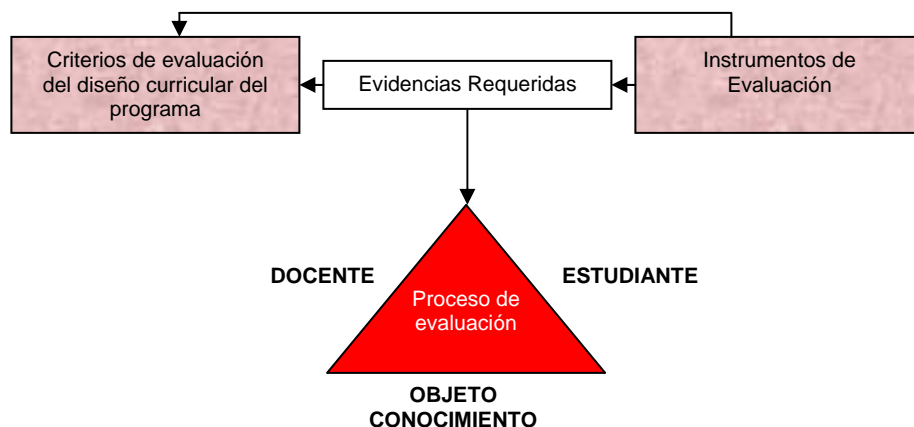 Criterios de evaluación
del diseño curricular del
programa
Evidencias Requeridas
Instrumentos de
Evaluación
DOCENTE
ESTUDIANTE
Proceso de
evaluación
OBJETO
CONOCIMIENTO